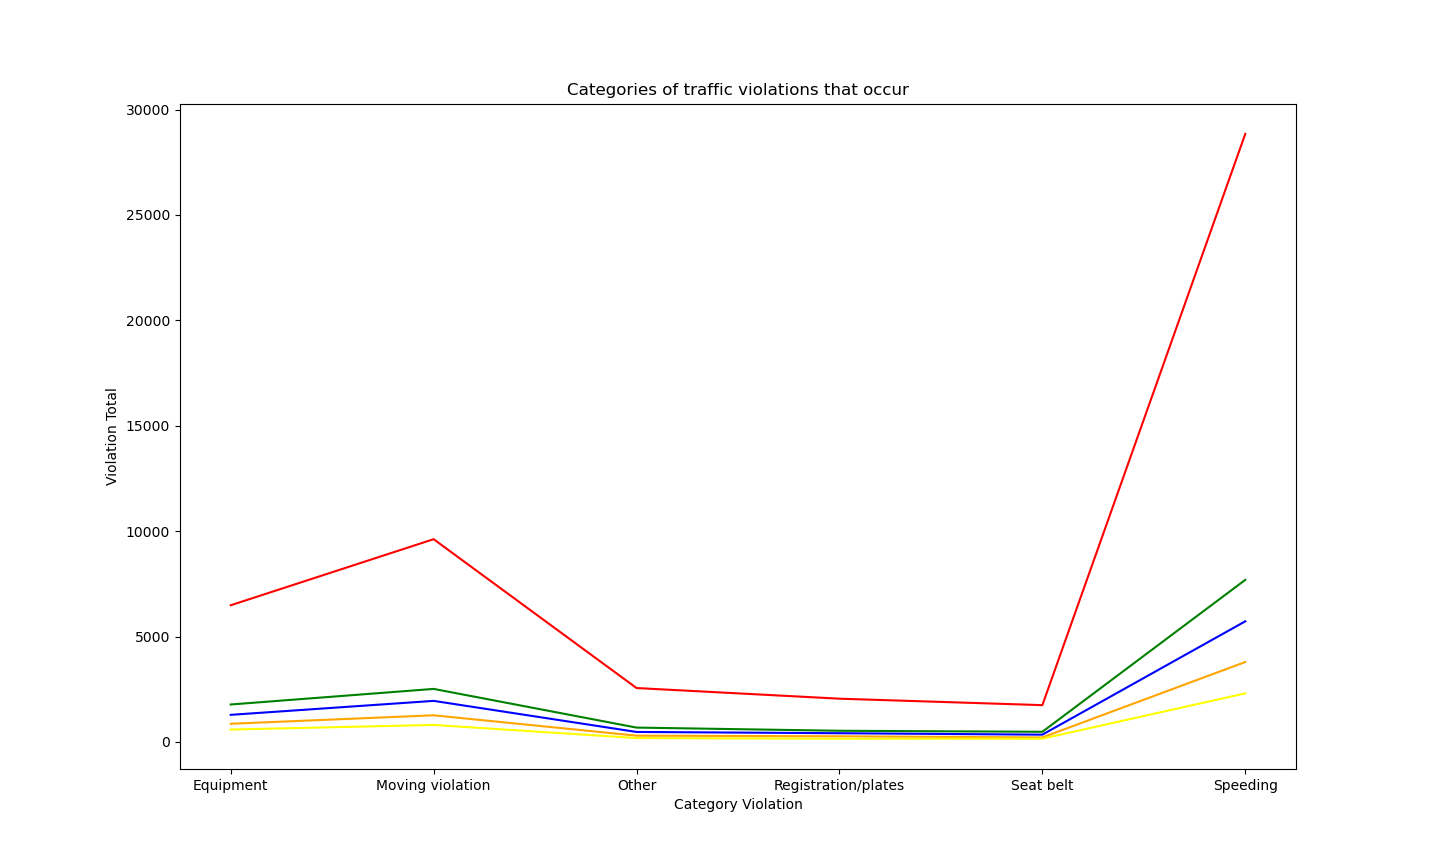 Categories of traffic violations that occur
30000
25000
20000
15000
10000
5000
0
Violation Total
Equipment
Moving violation
Other
Registration/plates
Seat belt
Speeding
Category Violation